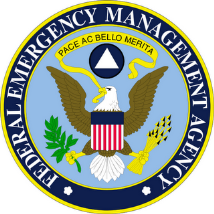 FEDERAL EMERGENCY MANAGEMENT AGENCY
PACE AC BELLO MERITA